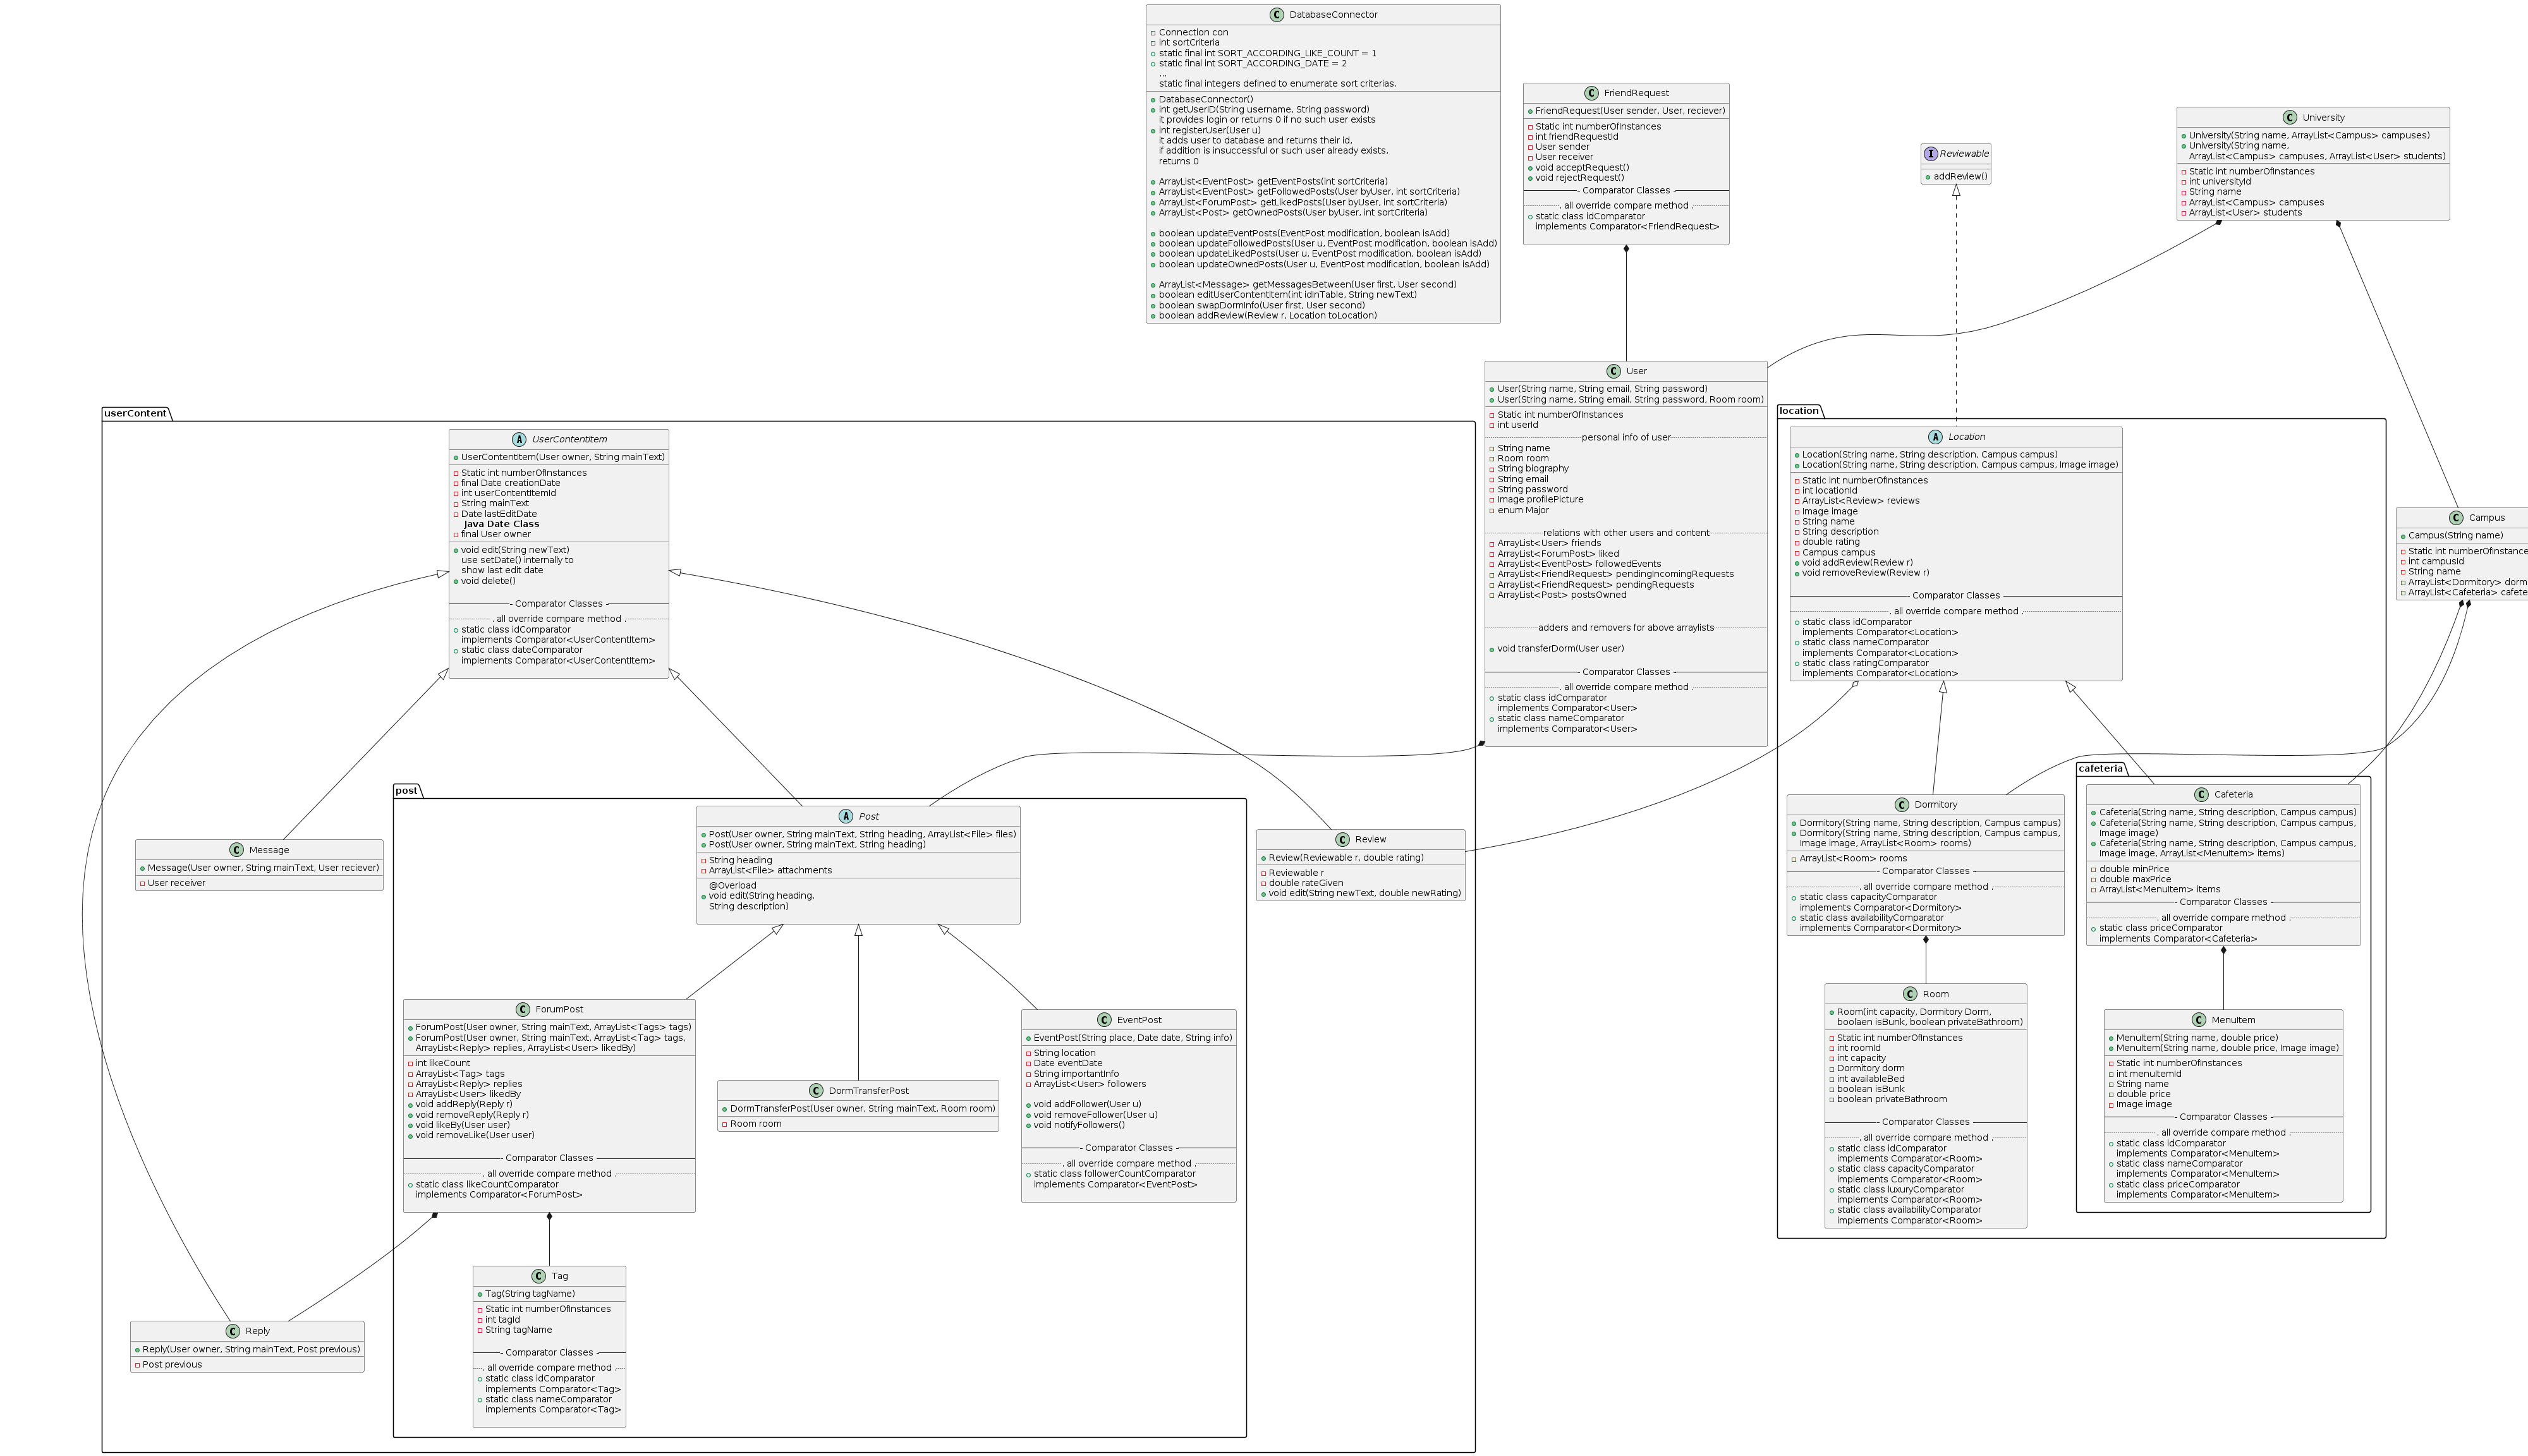 DatabaseConnector
Connection con
int sortCriteria
static final int SORT_ACCORDING_LIKE_COUNT = 1
static final int SORT_ACCORDING_DATE = 2
...
static final integers defined to enumerate sort criterias.
DatabaseConnector()
int getUserID(String username, String password)
it provides login or returns 0 if no such user exists
int registerUser(User u)
it adds user to database and returns their id,
if addition is insuccessful or such user already exists,
returns 0
ArrayList<EventPost> getEventPosts(int sortCriteria)
ArrayList<EventPost> getFollowedPosts(User byUser, int sortCriteria)
ArrayList<ForumPost> getLikedPosts(User byUser, int sortCriteria)
ArrayList<Post> getOwnedPosts(User byUser, int sortCriteria)
boolean updateEventPosts(EventPost modification, boolean isAdd)
boolean updateFollowedPosts(User u, EventPost modification, boolean isAdd)
boolean updateLikedPosts(User u, EventPost modification, boolean isAdd)
boolean updateOwnedPosts(User u, EventPost modification, boolean isAdd)
ArrayList<Message> getMessagesBetween(User first, User second)
boolean editUserContentItem(int idInTable, String newText)
boolean swapDormInfo(User first, User second)
boolean addReview(Review r, Location toLocation)
FriendRequest
FriendRequest(User sender, User, reciever)
Static int numberOfInstances
int friendRequestId
User sender
User receiver
void acceptRequest()
void rejectRequest()
- Comparator Classes -
. all override compare method .
static class idComparator
implements Comparator<FriendRequest>
Reviewable
addReview()
University
University(String name, ArrayList<Campus> campuses)
University(String name,
ArrayList<Campus> campuses, ArrayList<User> students)
Static int numberOfInstances
int universityId
String name
ArrayList<Campus> campuses
ArrayList<User> students
User
User(String name, String email, String password)
User(String name, String email, String password, Room room)
Static int numberOfInstances
int userId
personal info of user
String name
Room room
String biography
String email
String password
Image profilePicture
enum Major
relations with other users and content
ArrayList<User> friends
ArrayList<ForumPost> liked
ArrayList<EventPost> followedEvents
ArrayList<FriendRequest> pendingIncomingRequests
ArrayList<FriendRequest> pendingRequests
ArrayList<Post> postsOwned
adders and removers for above arraylists
void transferDorm(User user)
- Comparator Classes -
. all override compare method .
static class idComparator
implements Comparator<User>
static class nameComparator
implements Comparator<User>
userContent
UserContentItem
UserContentItem(User owner, String mainText)
Static int numberOfInstances
final Date creationDate
int userContentItemId
String mainText
Date lastEditDate
Java Date Class
final User owner
void edit(String newText)
use setDate() internally to
show last edit date
void delete()
- Comparator Classes -
. all override compare method .
static class idComparator
implements Comparator<UserContentItem>
static class dateComparator
implements Comparator<UserContentItem>
location
Location
Location(String name, String description, Campus campus)
Location(String name, String description, Campus campus, Image image)
Static int numberOfInstances
int locationId
ArrayList<Review> reviews
Image image
String name
String description
double rating
Campus campus
void addReview(Review r)
void removeReview(Review r)
- Comparator Classes -
. all override compare method .
static class idComparator
implements Comparator<Location>
static class nameComparator
implements Comparator<Location>
static class ratingComparator
implements Comparator<Location>
Campus
Campus(String name)
Static int numberOfInstance
int campusId
String name
ArrayList<Dormitory> dorm
ArrayList<Cafeteria> cafete
Message
Message(User owner, String mainText, User reciever)
User receiver
post
Post
Post(User owner, String mainText, String heading, ArrayList<File> files)
Post(User owner, String mainText, String heading)
String heading
ArrayList<File> attachments
@Overload
void edit(String heading,
String description)
Review
Review(Reviewable r, double rating)
Reviewable r
double rateGiven
void edit(String newText, double newRating)
Dormitory
Dormitory(String name, String description, Campus campus)
Dormitory(String name, String description, Campus campus,
Image image, ArrayList<Room> rooms)
ArrayList<Room> rooms
- Comparator Classes -
. all override compare method .
static class capacityComparator
implements Comparator<Dormitory>
static class availabilityComparator
implements Comparator<Dormitory>
cafeteria
Cafeteria
Cafeteria(String name, String description, Campus campus)
Cafeteria(String name, String description, Campus campus,
Image image)
Cafeteria(String name, String description, Campus campus,
Image image, ArrayList<MenuItem> items)
double minPrice
double maxPrice
ArrayList<MenuItem> items
- Comparator Classes -
. all override compare method .
static class priceComparator
implements Comparator<Cafeteria>
ForumPost
ForumPost(User owner, String mainText, ArrayList<Tags> tags)
ForumPost(User owner, String mainText, ArrayList<Tag> tags,
ArrayList<Reply> replies, ArrayList<User> likedBy)
int likeCount
ArrayList<Tag> tags
ArrayList<Reply> replies
ArrayList<User> likedBy
void addReply(Reply r)
void removeReply(Reply r)
void likeBy(User user)
void removeLike(User user)
- Comparator Classes -
. all override compare method .
static class likeCountComparator
implements Comparator<ForumPost>
DormTransferPost
DormTransferPost(User owner, String mainText, Room room)
Room room
EventPost
EventPost(String place, Date date, String info)
String location
Date eventDate
String importantInfo
ArrayList<User> followers
void addFollower(User u)
void removeFollower(User u)
void notifyFollowers()
- Comparator Classes -
. all override compare method .
static class followerCountComparator
implements Comparator<EventPost>
Room
Room(int capacity, Dormitory Dorm,
boolaen isBunk, boolean privateBathroom)
Static int numberOfInstances
int roomId
int capacity
Dormitory dorm
int availableBed
boolean isBunk
boolean privateBathroom
- Comparator Classes -
. all override compare method .
static class idComparator
implements Comparator<Room>
static class capacityComparator
implements Comparator<Room>
static class luxuryComparator
implements Comparator<Room>
static class availabilityComparator
implements Comparator<Room>
MenuItem
MenuItem(String name, double price)
MenuItem(String name, double price, Image image)
Static int numberOfInstances
int menuItemId
String name
double price
Image image
- Comparator Classes -
. all override compare method .
static class idComparator
implements Comparator<MenuItem>
static class nameComparator
implements Comparator<MenuItem>
static class priceComparator
implements Comparator<MenuItem>
Reply
Reply(User owner, String mainText, Post previous)
Post previous
Tag
Tag(String tagName)
Static int numberOfInstances
int tagId
String tagName
- Comparator Classes -
. all override compare method .
static class idComparator
implements Comparator<Tag>
static class nameComparator
implements Comparator<Tag>